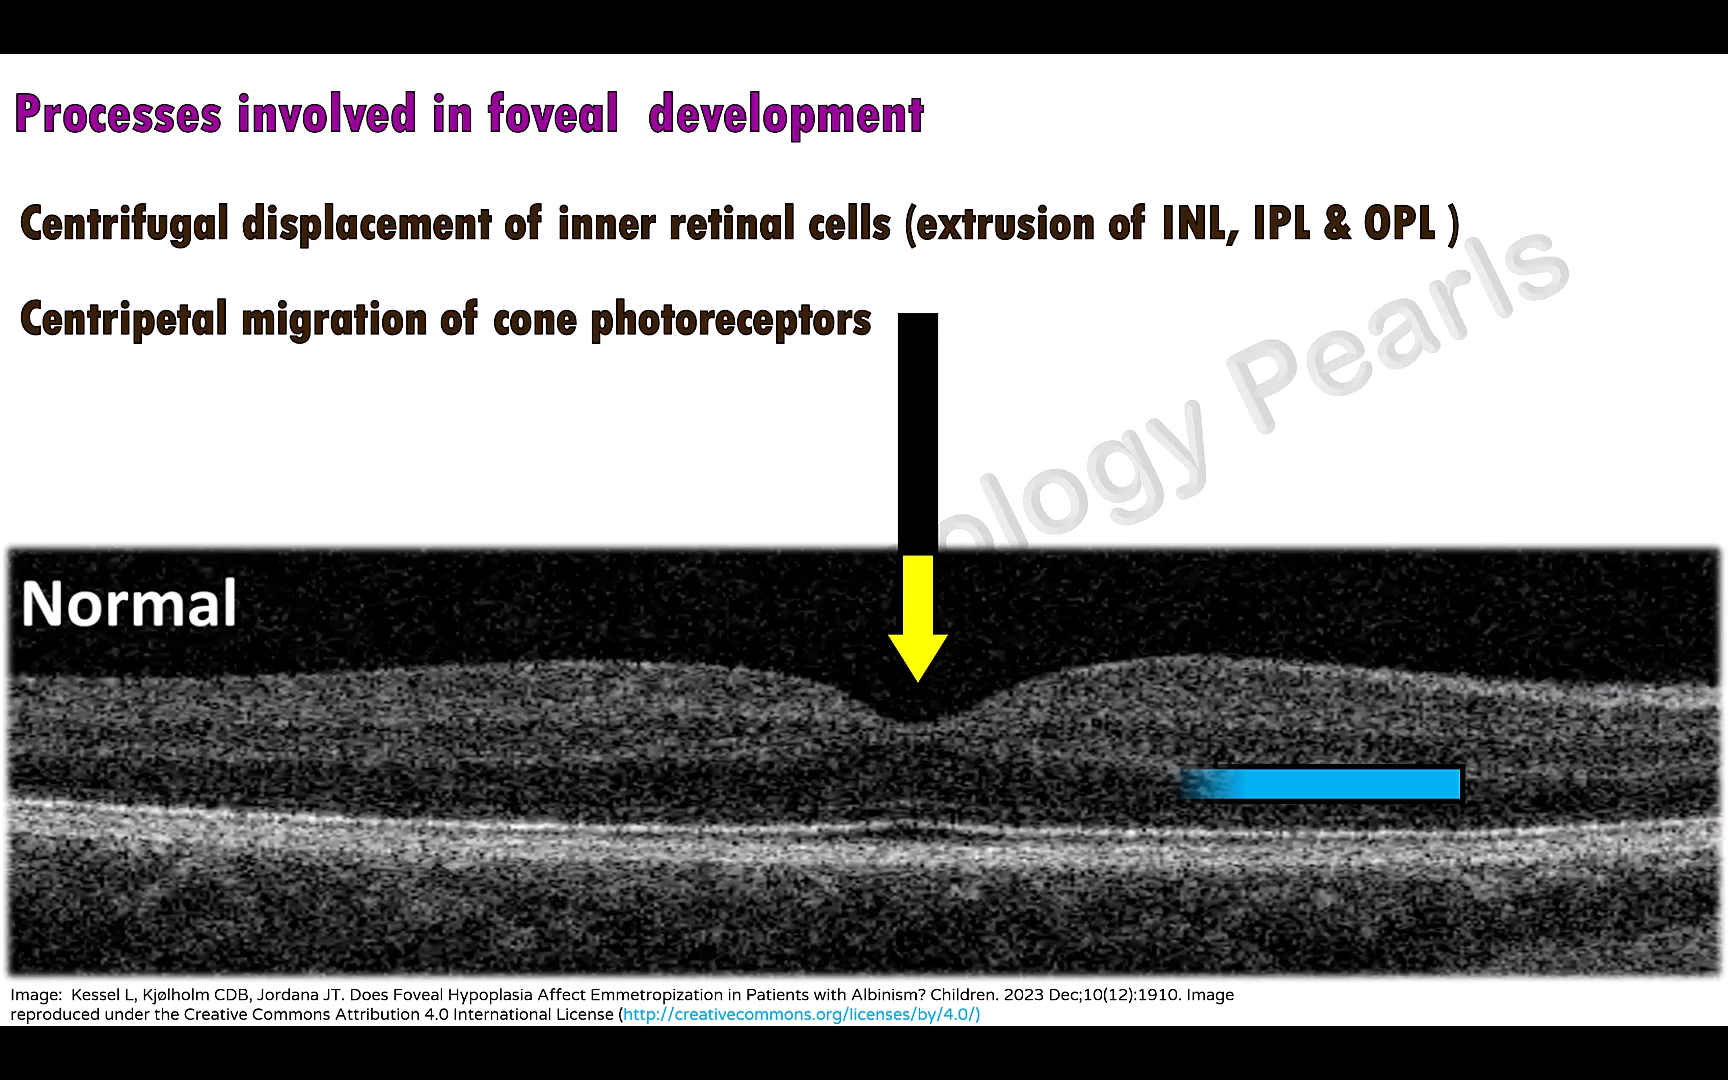 Processes involved in foveal development
Centrifugal displacement of inner retinal cells (extrusion of INL, IPL & OPL )
Centripetal migration of cone photoreceptors
ology Pearls
Normal
Image: Kessel L, Kjølholm CDB, Jordana JT. Does Foveal Hypoplasia Affect Emmetropization in Patients with Albinism? Children. 2023 Dec;10(12):1910. Image
reproduced under the Creative Commons Attribution 4.0 International License (http://creativecommons.org/licenses/by/4.0/)